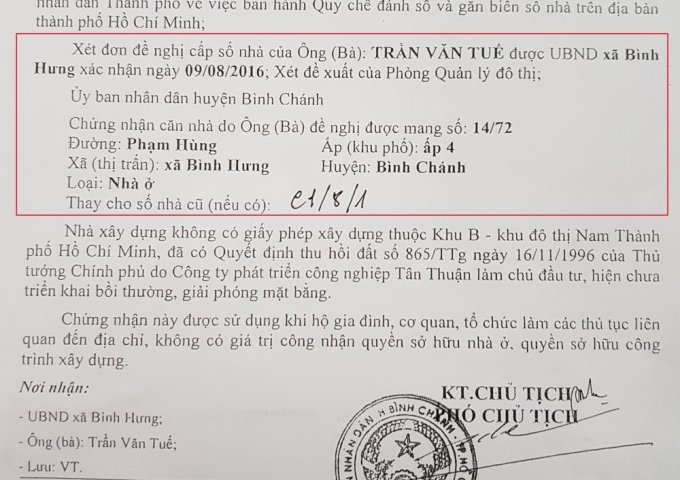 nhân dân Thành phố về việc ban hành Quy chế đánh số và gắn biển số nhà trên địa bàn
thành phố Hồ Chí Minh;
Xét đơn đề nghị cấp số nhà của Ông (Bà): TRẦN VĂN TUẾ được UBND xã Bình
Hưng xác nhận ngày 09/08/2016; Xét đề xuất của Phòng Quản lý đô thị;
Ủy ban nhân dân huyện Bình Chánh
Chứng nhận căn nhà do Ông (Bà) đề nghị được mang số: 14/72
Đường: Phạm Hùng Ấp (khu phố): ấp 4
Xã (thị trấn): xã Bình Hưng Huyện: Bình Chánh
Loại: Nhà ở
Thay cho số nhà cũ (nếu có): C1/8/1
Nhà xây dựng không có giấy phép xây dựng thuộc Khu B - khu đô thị Nam Thành
phố Hồ Chí Minh, đã có Quyết định thu hồi đất số 865/TTg ngày 16/11/1996 của Thủ
tướng Chính phủ do Công ty phát triển công nghiệp Tân Thuận làm chủ đầu tư, hiện chưa
triển khai bồi thường, giải phóng mặt bằng.
Chứng nhận này được sử dụng khi hộ gia đình, cơ quan, tổ chức làm các thủ tục liên
quan đến địa chỉ, không có giá trị công nhận quyền sở hữu nhà ở, quyền sở hữu công
trình xây dựng.
Nơi nhận:
KT.CHỦ TỊCH
PHÓ CHỦ TỊCH
- UBND xã Bình Hưng;
- Ông (bà): Trần Văn Tuế;
- Lưu: VT.
NHÂN DÂN H BÌNH CHÁNH - TP HỒ